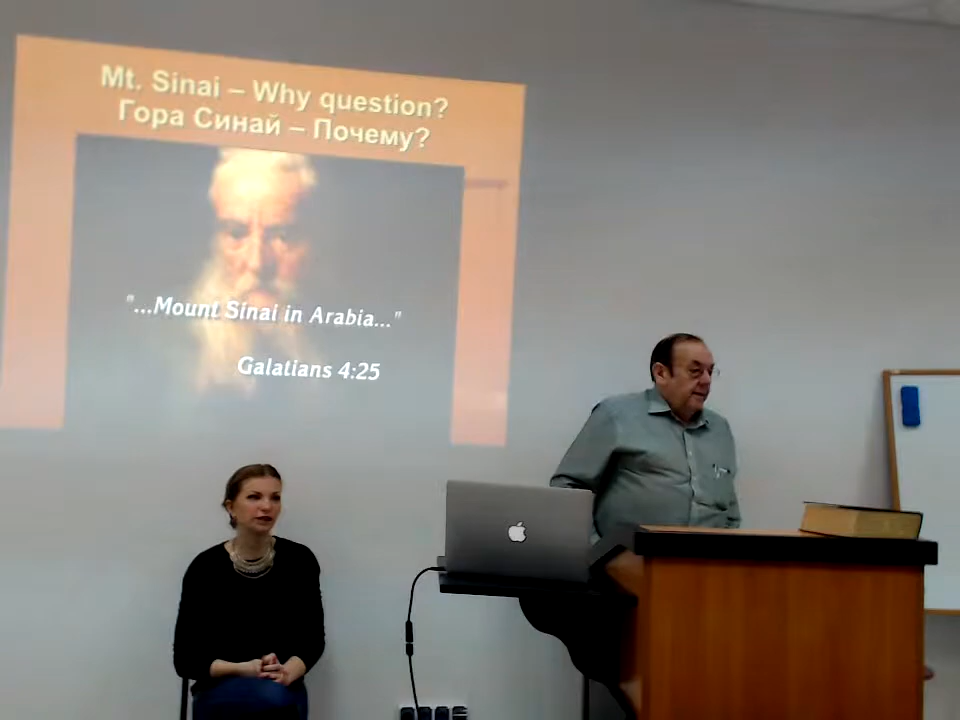 Mt. Sinai – Why question?
Гора Синай – Почему?
"...Mount Sinai in Arabia..."
Galatians 4:25